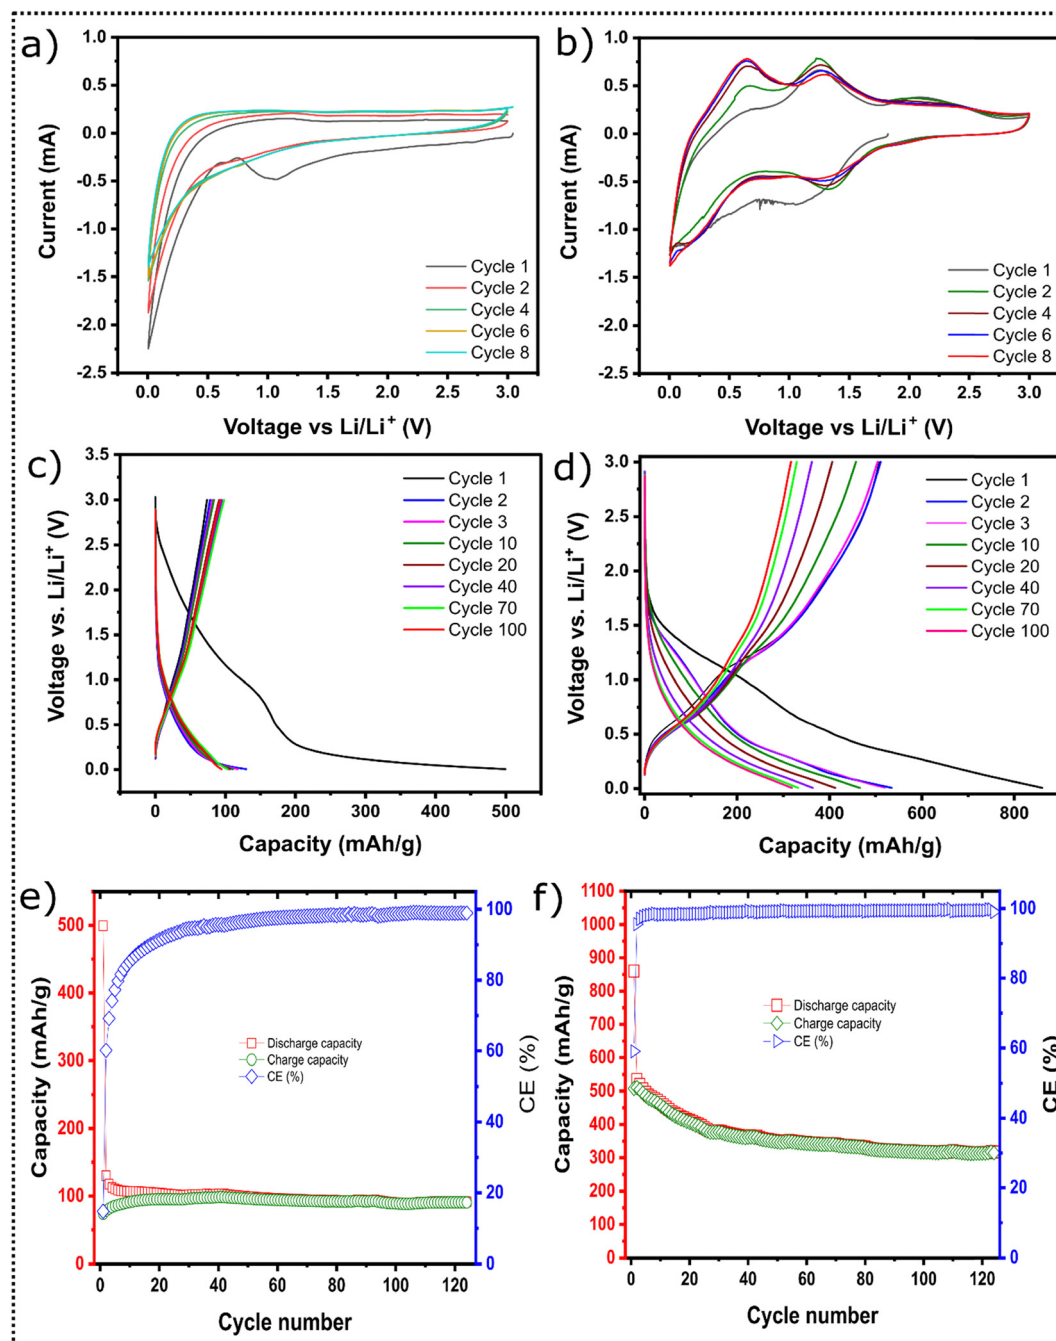 a)
1.0
0.5
0.0
-0.5
-1.0
-1.5
-2.0
-2.5
Current (mA)
Cycle 1
Cycle 2
Cycle 4
Cycle 6
Cycle 8
0.0 0.5 1.0 1.5 2.0 2.5 3.0
Voltage vs Li/Li⁺ (V)
b)
1.0
0.5
0.0
-0.5
-1.0
-1.5
-2.0
-2.5
Current (mA)
Cycle 1
Cycle 2
Cycle 4
Cycle 6
Cycle 8
0.0 0.5 1.0 1.5 2.0 2.5 3.0
Voltage vs Li/Li⁺ (V)
c)
3.5
3.0
2.5
2.0
1.5
1.0
0.5
0.0
Voltage vs. Li/Li⁺ (V)
Cycle 1
Cycle 2
Cycle 3
Cycle 10
Cycle 20
Cycle 40
Cycle 70
Cycle 100
0 100 200 300 400 500
Capacity (mAh/g)
d)
3.0
2.5
2.0
1.5
1.0
0.5
0.0
Voltage vs. Li/Li⁺ (V)
Cycle 1
Cycle 2
Cycle 3
Cycle 10
Cycle 20
Cycle 40
Cycle 70
Cycle 100
0 200 400 600 800
Capacity (mAh/g)
e)
500
450
400
350
300
250
200
150
100
50
0
Capacity (mAh/g)
Discharge capacity
Charge capacity
CE (%)
100
80
60
40
20
0
CE (%)
0 20 40 60 80 100 120
Cycle number
f)
1100
1000
900
800
700
600
500
400
300
200
100
0
Capacity (mAh/g)
Discharge capacity
Charge capacity
CE (%)
100
80
60
40
20
0
CE (%)
0 20 40 60 80 100 120
Cycle number